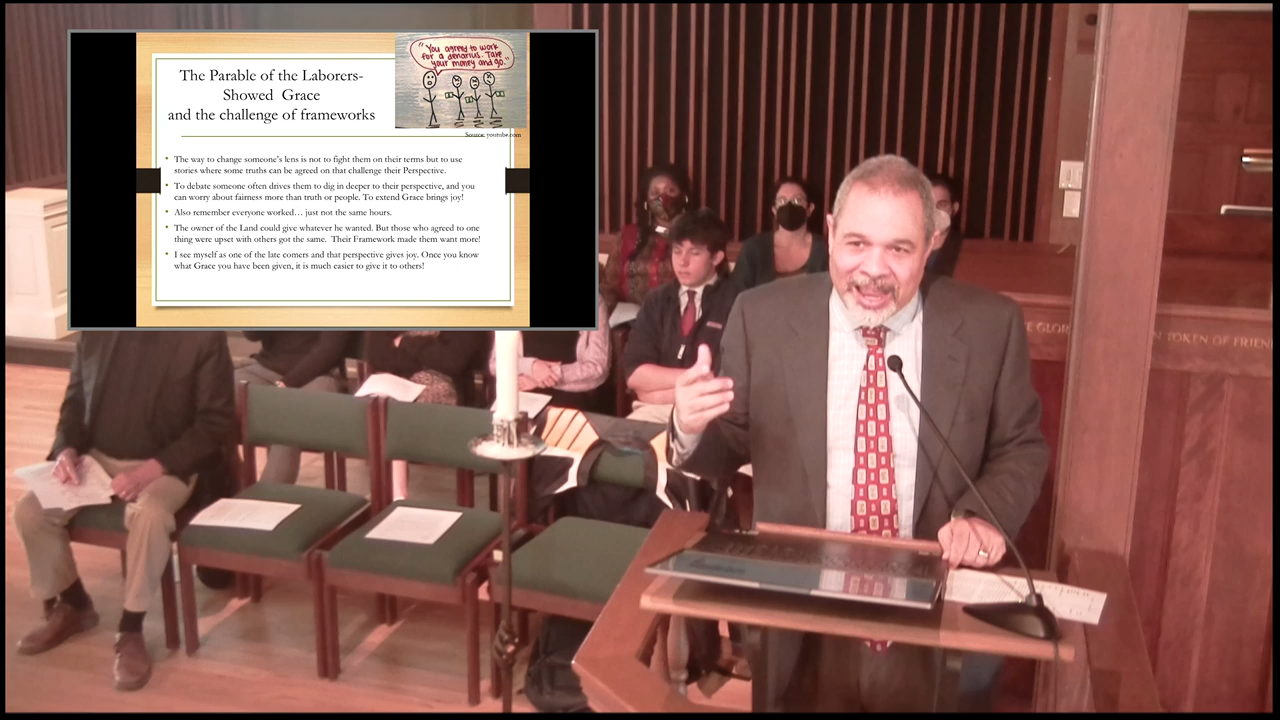 The Parable of the Laborers-
Showed Grace
and the challenge of frameworks
"You agreed to work
for a denarius. Take
your money and go."
Source: youtube.com
• The way to change someone's lens is not to fight them on their terms but to use
stories where some truths can be agreed on that challenge their Perspective.
• To debate someone often drives them to dig in deeper to their perspective, and you
can worry about fairness more than truth or people. To extend Grace brings joy!
• Also remember everyone worked… just not the same hours.
• The owner of the Land could give whatever he wanted. But those who agreed to one
thing were upset with others got the same. Their Framework made them want more!
• I see myself as one of the late comers and that perspective gives joy. Once you know
what Grace you have been given, it is much easier to give it to others!
E GLOR
N TOKEN OF FRIEN